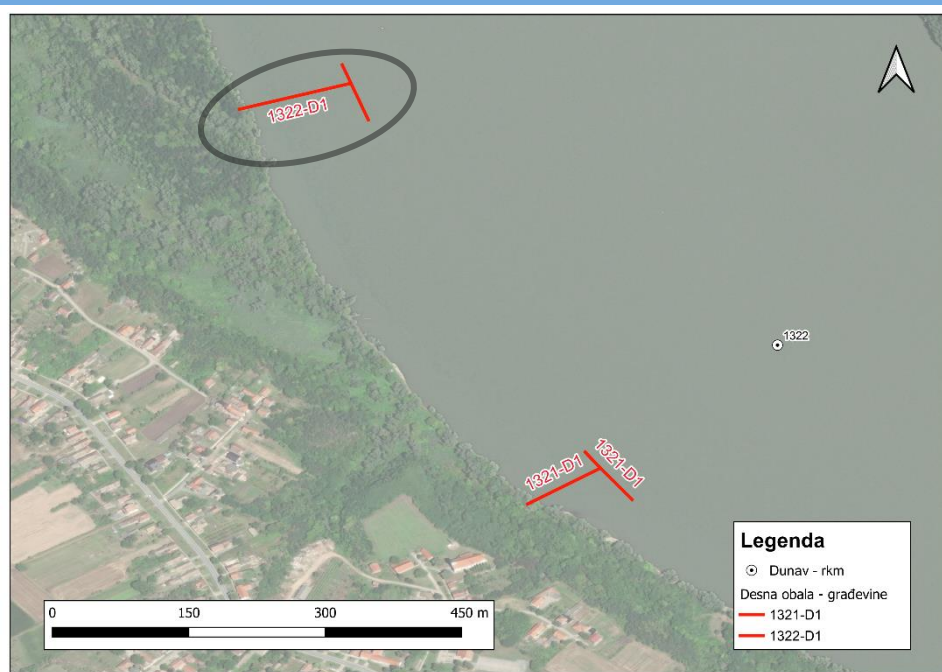 1322-D1
1322
1321-D1
1321-D1
Legenda
Dunav - rkm
Desna obala - građevine
1321-D1
1322-D1
0 150 300 450 m